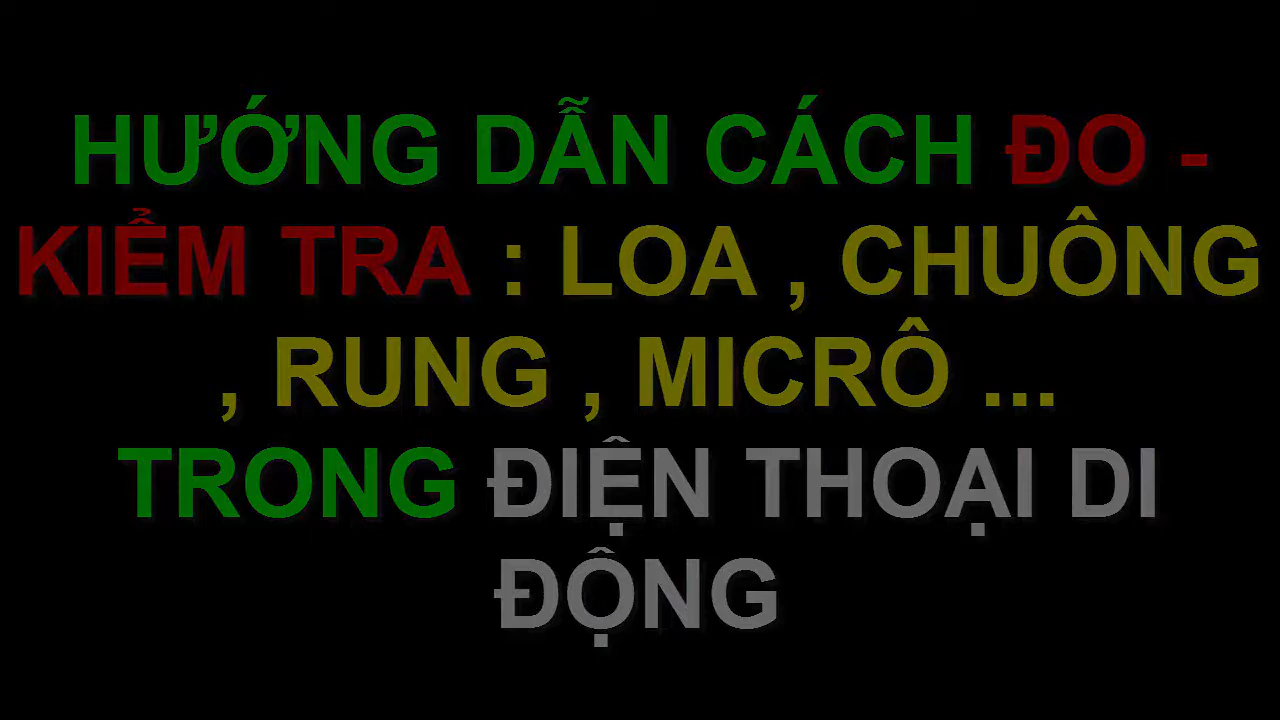 HƯỚNG DẪN CÁCH ĐO -
KIỂM TRA : LOA , CHUÔNG
, RUNG , MICRÔ ...
TRONG ĐIỆN THOẠI DI
ĐỘNG